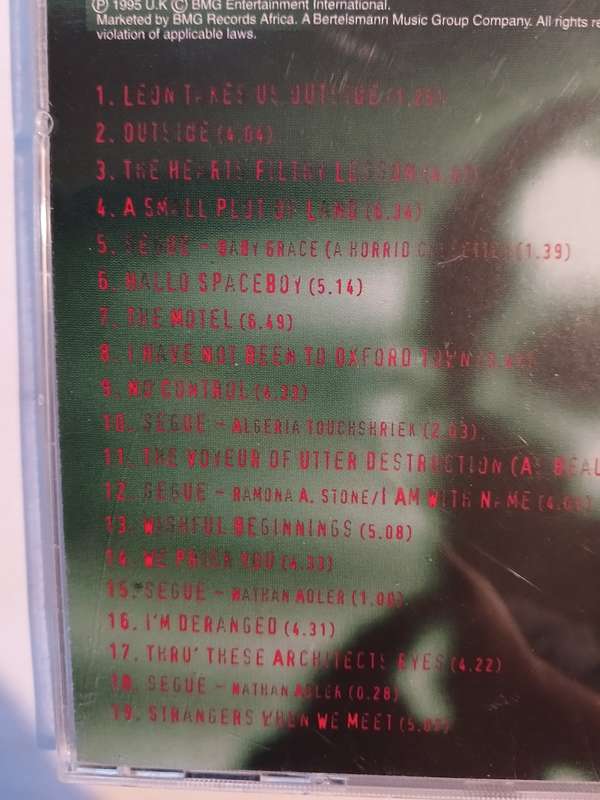 Ⓟ 1995 U.K Ⓒ BMG Entertainment International.
Marketed by BMG Records Africa. A Bertelsmann Music Group Company. All rights re
violation of applicable laws.
1. LEON TAKES US OUTSIDE (1.25)
2. OUTSIDE (4.04)
3. THE HEARTS FILTHY LESSON
4. A SMALL PLOT OF LAND (6.34)
5. SEGUE - BABY GRACE (A HORRID CASSETTE) (1.39)
6. HALLO SPACEBOY (5.14)
7. THE MOTEL (6.49)
8. I HAVE NOT BEEN TO OXFORD TOWN
9. NO CONTROL (4.33)
10. SEGUE - ALGERIA TOUCHSHRIEK (2.03)
11. THE VOYEUR OF UTTER DESTRUCTION (AS BEAU
12. SEGUE - RAMONA A. STONE/I AM WITH NAME
13. WISHFUL BEGINNINGS (5.08)
14. WE PRICK YOU (4.33)
15. SEGUE - NATHAN ADLER (1.00)
16. I'M DERANGED (4.31)
17. THRU' THESE ARCHITECTS EYES (4.22)
18. SEGUE - NATHAN ADLER (0.28)
19. STRANGERS WHEN WE MEET